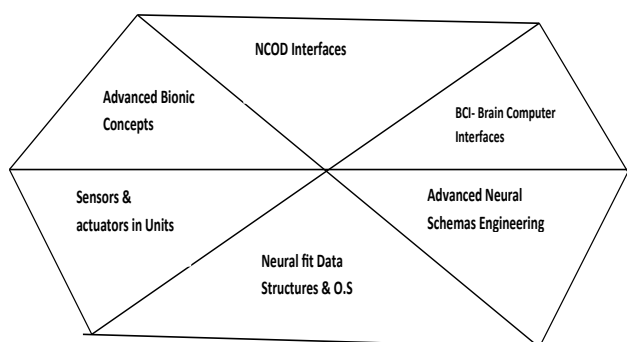 NCOD Interfaces
Advanced Bionic
Concepts
BCI- Brain Computer
Interfaces
Sensors &
actuators in Units
Advanced Neural
Schemas Engineering
Neural fit Data
Structures & O.S